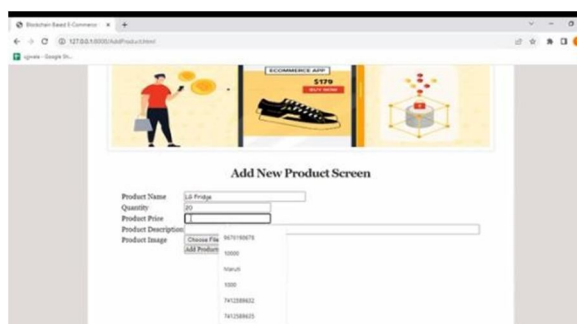 Blockchain Based E-Commerce
127.0.0.1:8000/AddProduct.html
ECOMMERCE APP
$179
BUY NOW
Add New Product Screen
Product Name LG Fridge
Quantity 20
Product Price
Product Description
Product Image Choose File
Add Product
10000
Maruti
1000
7412589632
7412589635